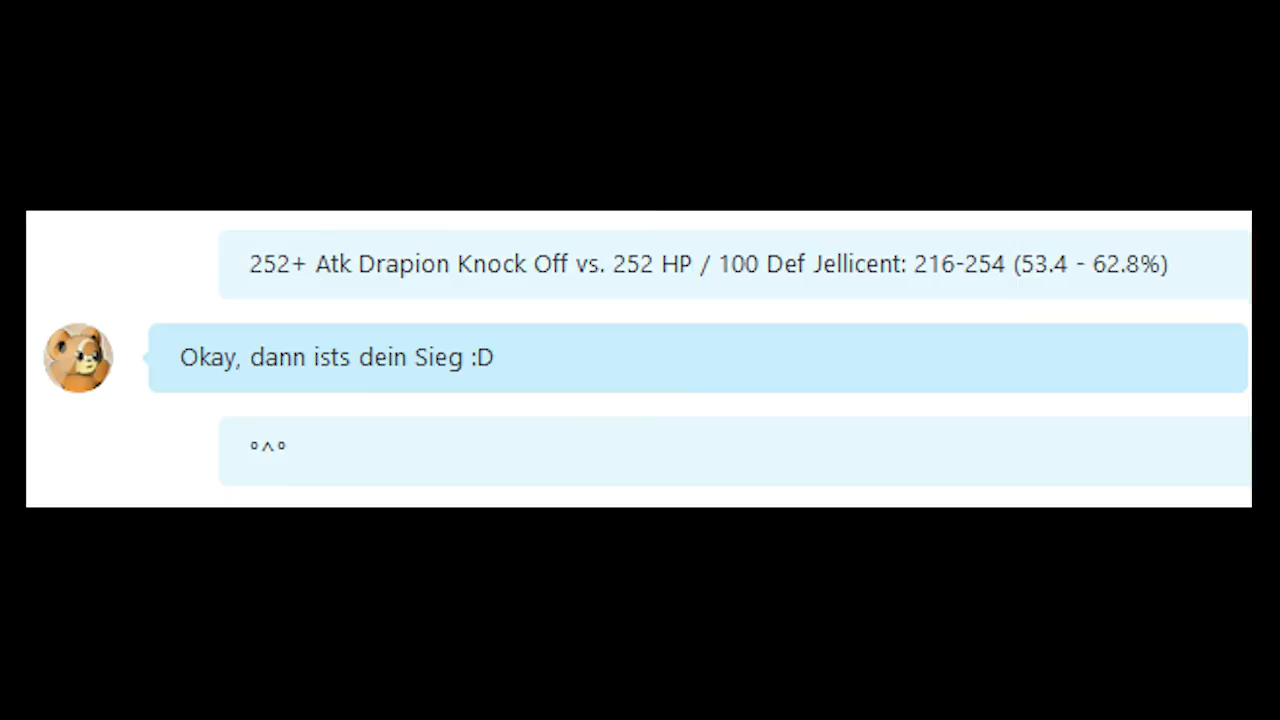 252+ Atk Drapion Knock Off vs. 252 HP / 100 Def Jellicent: 216-254 (53.4 - 62.8%)
Okay, dann ists dein Sieg :D
°^°